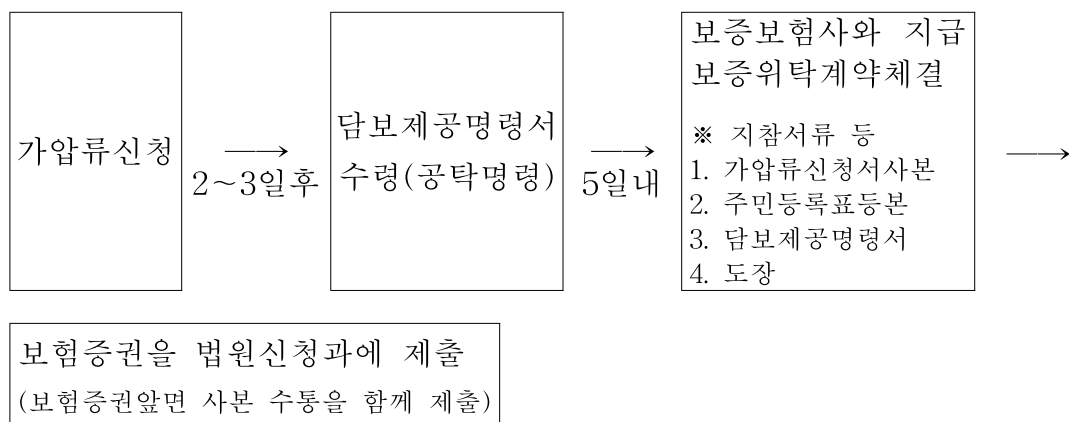 가압류신청
⟶
2~3일후
담보제공명령서
수령(공탁명령)
⟶
5일내
보증보험사와 지급
보증위탁계약체결
※ 지참서류 등
1. 가압류신청서사본
2. 주민등록표등본
3. 담보제공명령서
4. 도장
⟶
보험증권을 법원신청과에 제출
(보험증권앞면 사본 수통을 함께 제출)